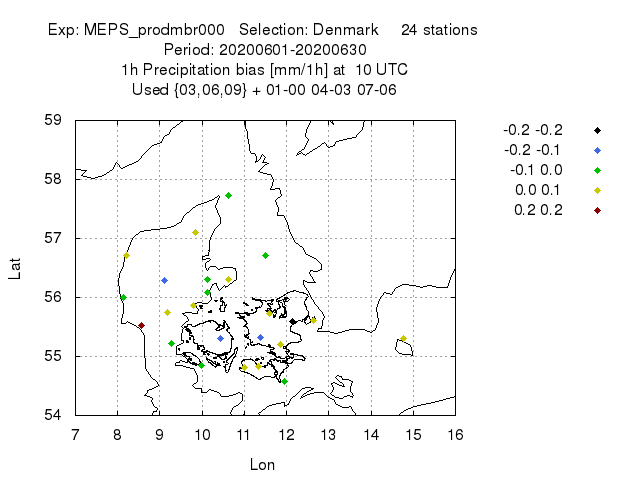 Exp: MEPS_prodmbr000 Selection: Denmark 24 stations
Period: 20200601-20200630
1h Precipitation bias [mm/1h] at 10 UTC
Used {03,06,09} + 01-00 04-03 07-06
-0.2 -0.2
-0.2 -0.1
-0.1 0.0
0.0 0.1
0.2 0.2
59
58
57
56
55
54
Lat
7 8 9 10 11 12 13 14 15 16
Lon